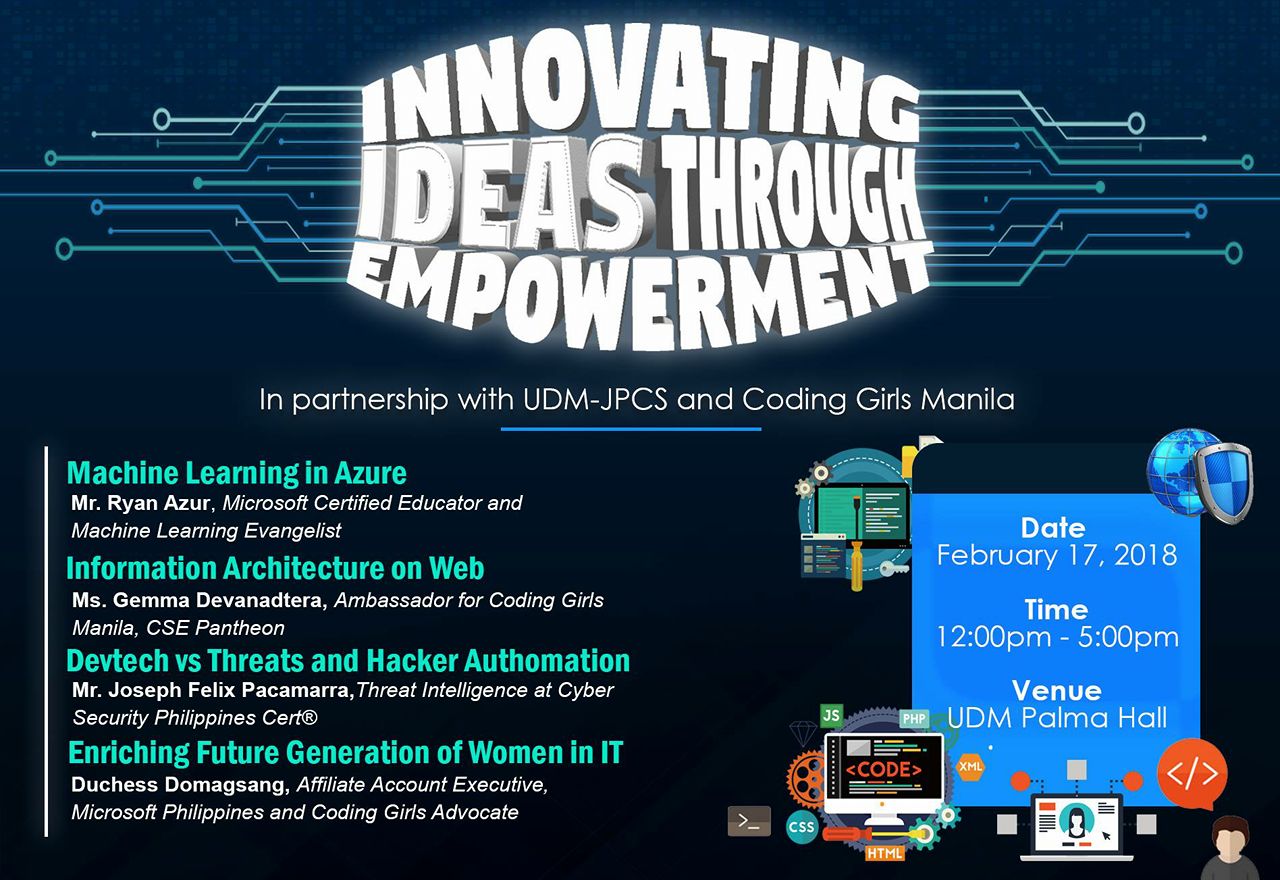 INNOVATING
IDEAS THROUGH
EMPOWERMENT
In partnership with UDM-JPCS and Coding Girls Manila
Machine Learning in Azure
Mr. Ryan Azur, Microsoft Certified Educator and
Machine Learning Evangelist
Information Architecture on Web
Ms. Gemma Devanadtera, Ambassador for Coding Girls
Manila, CSE Pantheon
Devtech vs Threats and Hacker Authomation
Mr. Joseph Felix Pacamarra,Threat Intelligence at Cyber
Security Philippines Cert®
Enriching Future Generation of Women in IT
Duchess Domagsang, Affiliate Account Executive,
Microsoft Philippines and Coding Girls Advocate
Date
February 17, 2018
Time
12:00pm - 5:00pm
Venue
UDM Palma Hall
JS
PHP
<CODE>
XML
</>
>_
CSS
HTML